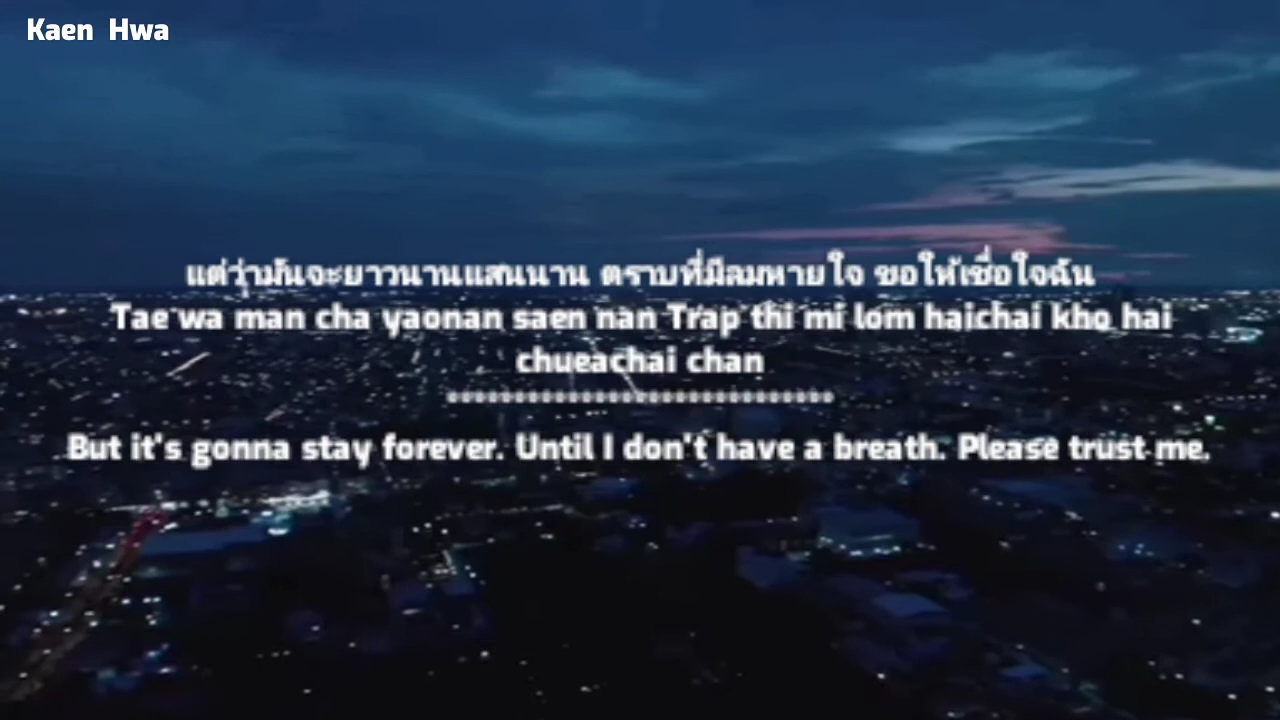 Kaen Hwa
แต่ว่ามันจะยาวนานแสนนาน ตราบที่มีลมหายใจ ขอให้เชื่อใจฉัน
Tae wa man cha yaonan saen nan Trap thi mi lom haichai kho hai
chueachai chan
But it's gonna stay forever. Until I don't have a breath. Please trust me.